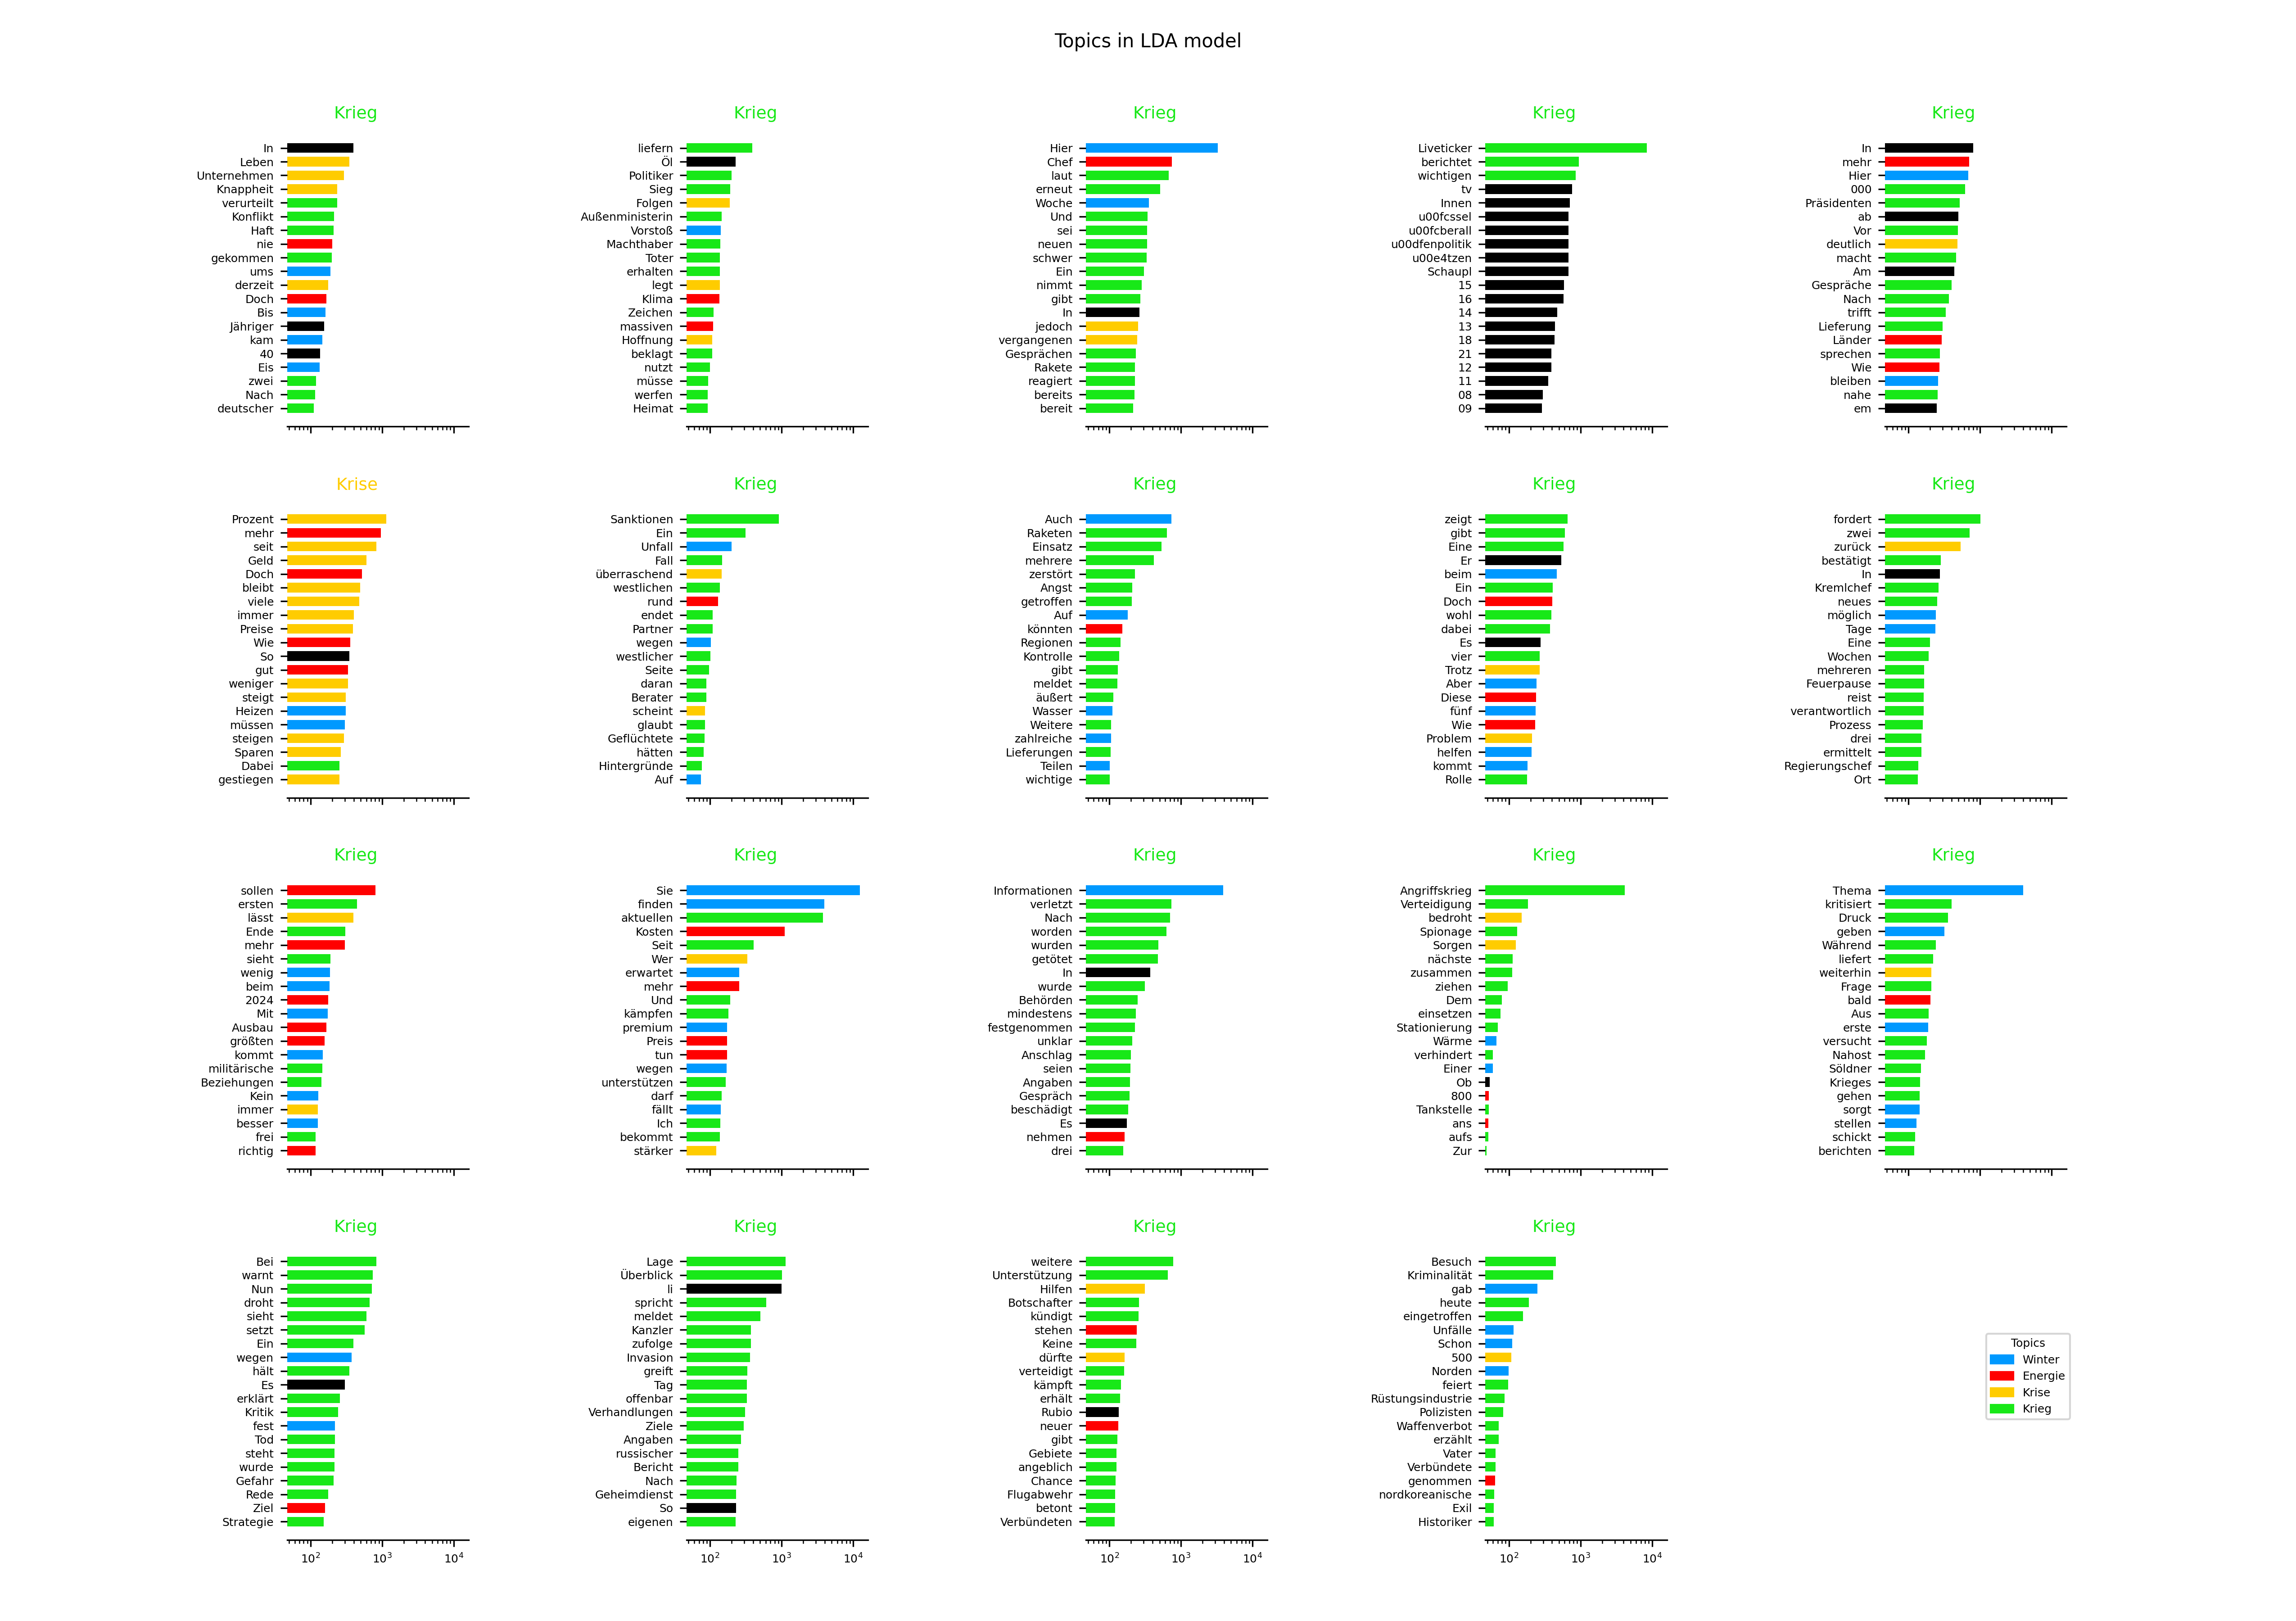 Topics in LDA model
Krieg
In
Leben
Unternehmen
Knappheit
verurteilt
Konflikt
Haft
nie
gekommen
ums
derzeit
Doch
Bis
Jähriger
kam
40
Eis
zwei
Nach
deutscher
Krieg
liefern
Öl
Politiker
Sieg
Folgen
Außenministerin
Vorstoß
Machthaber
Toter
erhalten
legt
Klima
Zeichen
massiven
Hoffnung
beklagt
nutzt
müsse
werfen
Heimat
Krieg
Hier
Chef
laut
erneut
Woche
Und
sei
neuen
schwer
Ein
nimmt
gibt
In
jedoch
vergangenen
Gesprächen
Rakete
reagiert
bereits
bereit
Krieg
Liveticker
berichtet
wichtigen
tv
Innen
u00fcssel
u00fcberall
u00dfenpolitik
u00e4tzen
Schaupl
15
16
14
13
18
21
12
11
08
09
Krieg
In
mehr
Hier
000
Präsidenten
ab
Vor
deutlich
macht
Am
Gespräche
Nach
trifft
Lieferung
Länder
sprechen
Wie
bleiben
nahe
em
Krise
Prozent
mehr
seit
Geld
Doch
bleibt
viele
immer
Preise
Wie
So
gut
weniger
steigt
Heizen
müssen
steigen
Sparen
Dabei
gestiegen
Krieg
Sanktionen
Ein
Unfall
Fall
überraschend
westlichen
rund
endet
Partner
wegen
westlicher
Seite
daran
Berater
scheint
glaubt
Geflüchtete
hätten
Hintergründe
Auf
Krieg
Auch
Raketen
Einsatz
mehrere
zerstört
Angst
getroffen
Auf
könnten
Regionen
Kontrolle
gibt
meldet
äußert
Wasser
Weitere
zahlreiche
Lieferungen
Teilen
wichtige
Krieg
zeigt
gibt
Eine
Er
beim
Ein
Doch
wohl
dabei
Es
vier
Trotz
Aber
Diese
fünf
Wie
Problem
helfen
kommt
Rolle
Krieg
fordert
zwei
zurück
bestätigt
In
Kremlchef
neues
möglich
Tage
Eine
Wochen
mehreren
Feuerpause
reist
verantwortlich
Prozess
drei
ermittelt
Regierungschef
Ort
Krieg
sollen
ersten
lässt
Ende
mehr
sieht
wenig
beim
2024
Mit
Ausbau
größten
kommt
militärische
Beziehungen
Kein
immer
besser
frei
richtig
Krieg
Sie
finden
aktuellen
Kosten
Seit
Wer
erwartet
mehr
Und
kämpfen
premium
Preis
tun
wegen
unterstützen
darf
fällt
Ich
bekommt
stärker
Krieg
Informationen
verletzt
Nach
worden
wurden
getötet
In
wurde
Behörden
mindestens
festgenommen
unklar
Anschlag
seien
Angaben
Gespräch
beschädigt
Es
nehmen
drei
Krieg
Angriffskrieg
Verteidigung
bedroht
Spionage
Sorgen
nächste
zusammen
ziehen
Dem
einsetzen
Stationierung
Wärme
verhindert
Einer
Ob
800
Tankstelle
ans
aufs
Zur
Krieg
Thema
kritisiert
Druck
geben
Während
liefert
weiterhin
Frage
bald
Aus
erste
versucht
Nahost
Söldner
Krieges
gehen
sorgt
stellen
schickt
berichten
Krieg
Bei
warnt
Nun
droht
sieht
setzt
Ein
wegen
hält
Es
erklärt
Kritik
fest
Tod
steht
wurde
Gefahr
Rede
Ziel
Strategie
10² 10³ 10⁴
Krieg
Lage
Überblick
li
spricht
meldet
Kanzler
zufolge
Invasion
greift
Tag
offenbar
Verhandlungen
Ziele
Angaben
russischer
Bericht
Nach
Geheimdienst
So
eigenen
10² 10³ 10⁴
Krieg
weitere
Unterstützung
Hilfen
Botschafter
kündigt
stehen
Keine
dürfte
verteidigt
kämpft
erhält
Rubio
neuer
gibt
Gebiete
angeblich
Chance
Flugabwehr
betont
Verbündeten
10² 10³ 10⁴
Krieg
Besuch
Kriminalität
gab
heute
eingetroffen
Unfälle
Schon
500
Norden
feiert
Rüstungsindustrie
Polizisten
Waffenverbot
erzählt
Vater
Verbündete
genommen
nordkoreanische
Exil
Historiker
10² 10³ 10⁴
Topics
Winter
Energie
Krise
Krieg